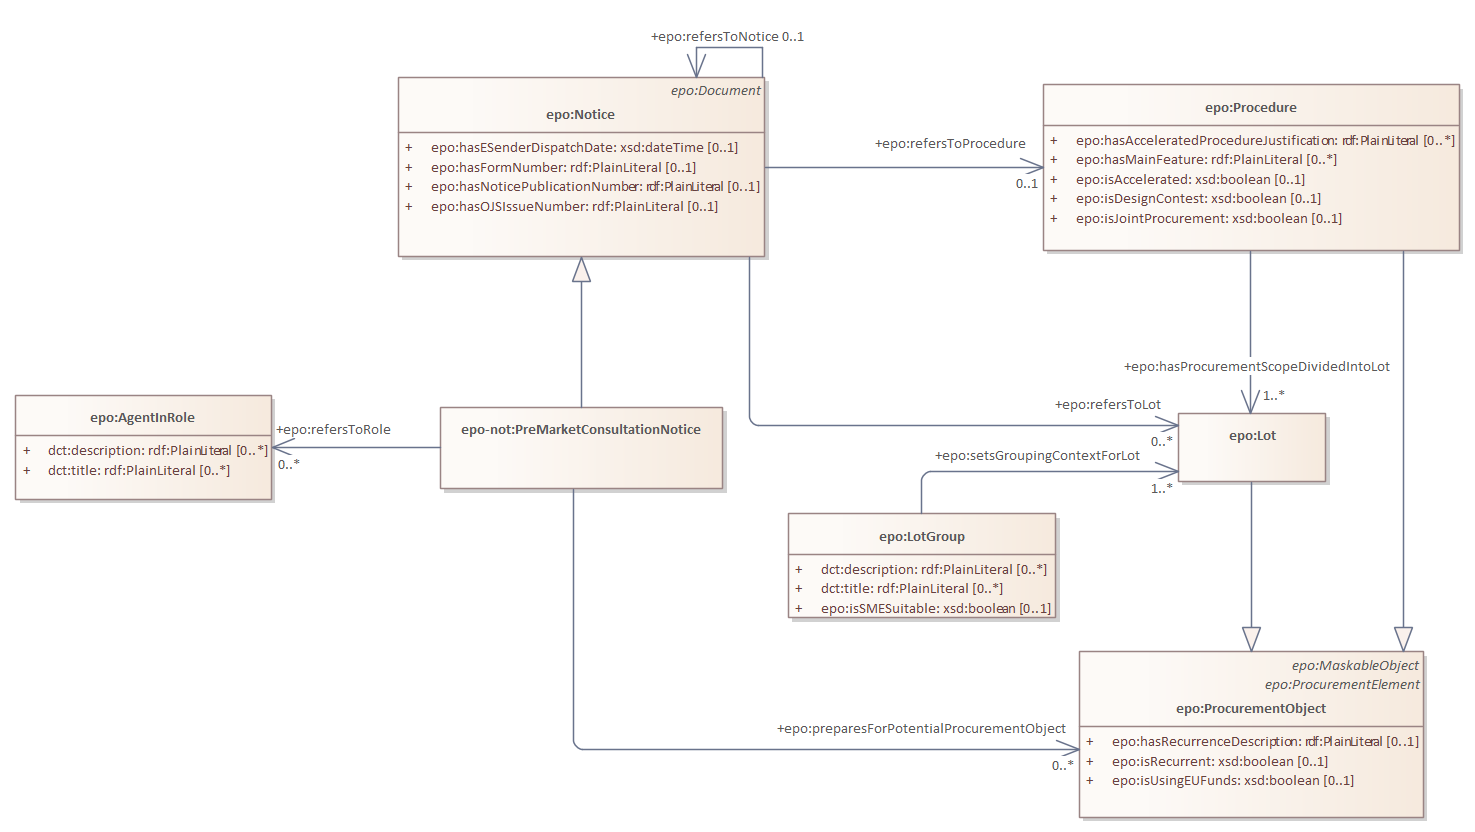 +epo:refersToNotice 0..1
epo:Document
epo:Notice
+ epo:hasESenderDispatchDate: xsd:dateTime [0..1]
+ epo:hasFormNumber: rdf:PlainLiteral [0..1]
+ epo:hasNoticePublicationNumber: rdf:PlainLiteral [0..1]
+ epo:hasOJSIssueNumber: rdf:PlainLiteral [0..1]
+epo:refersToProcedure
0..1
epo:Procedure
+ epo:hasAcceleratedProcedureJustification: rdf:PlainLiteral [0..*]
+ epo:hasMainFeature: rdf:PlainLiteral [0..*]
+ epo:isAccelerated: xsd:boolean [0..1]
+ epo:isDesignContest: xsd:boolean [0..1]
+ epo:isJointProcurement: xsd:boolean [0..1]
+epo:hasProcurementScopeDividedIntoLot
1..*
epo:AgentInRole
+ dct:description: rdf:PlainLiteral [0..*]
+ dct:title: rdf:PlainLiteral [0..*]
+epo:refersToRole
0..*
epo-not:PreMarketConsultationNotice
+epo:refersToLot
0..*
epo:Lot
+epo:setsGroupingContextForLot
1..*
epo:LotGroup
+ dct:description: rdf:PlainLiteral [0..*]
+ dct:title: rdf:PlainLiteral [0..*]
+ epo:isSMESuitable: xsd:boolean [0..1]
+epo:preparesForPotentialProcurementObject
0..*
epo:MaskableObject
epo:ProcurementElement
epo:ProcurementObject
+ epo:hasRecurrenceDescription: rdf:PlainLiteral [0..1]
+ epo:isRecurrent: xsd:boolean [0..1]
+ epo:isUsingEUFunds: xsd:boolean [0..1]